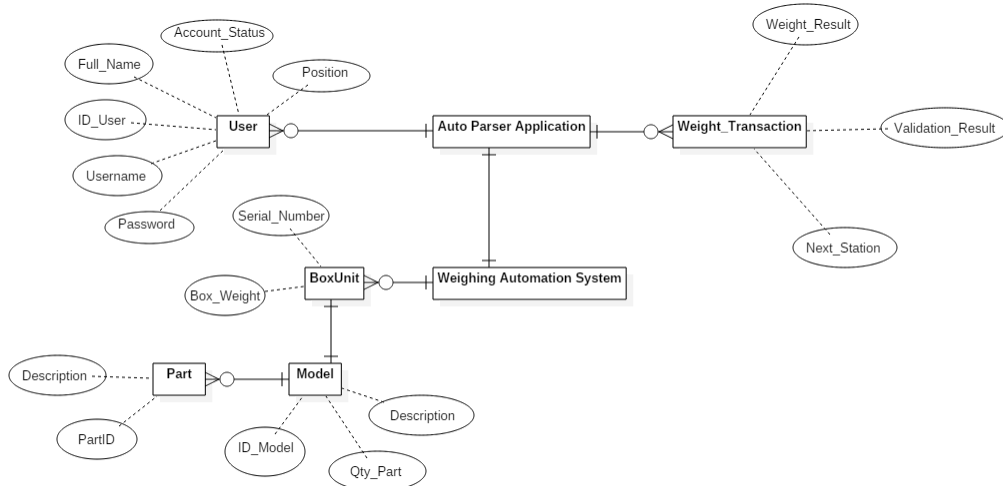 Account_Status
Weight_Result
Full_Name
Position
ID_User
User
Auto Parser Application
Weight_Transaction
Validation_Result
Username
Password
Serial_Number
Next_Station
BoxUnit
Weighing Automation System
Box_Weight
Description
Part
Model
Description
PartID
ID_Model
Qty_Part